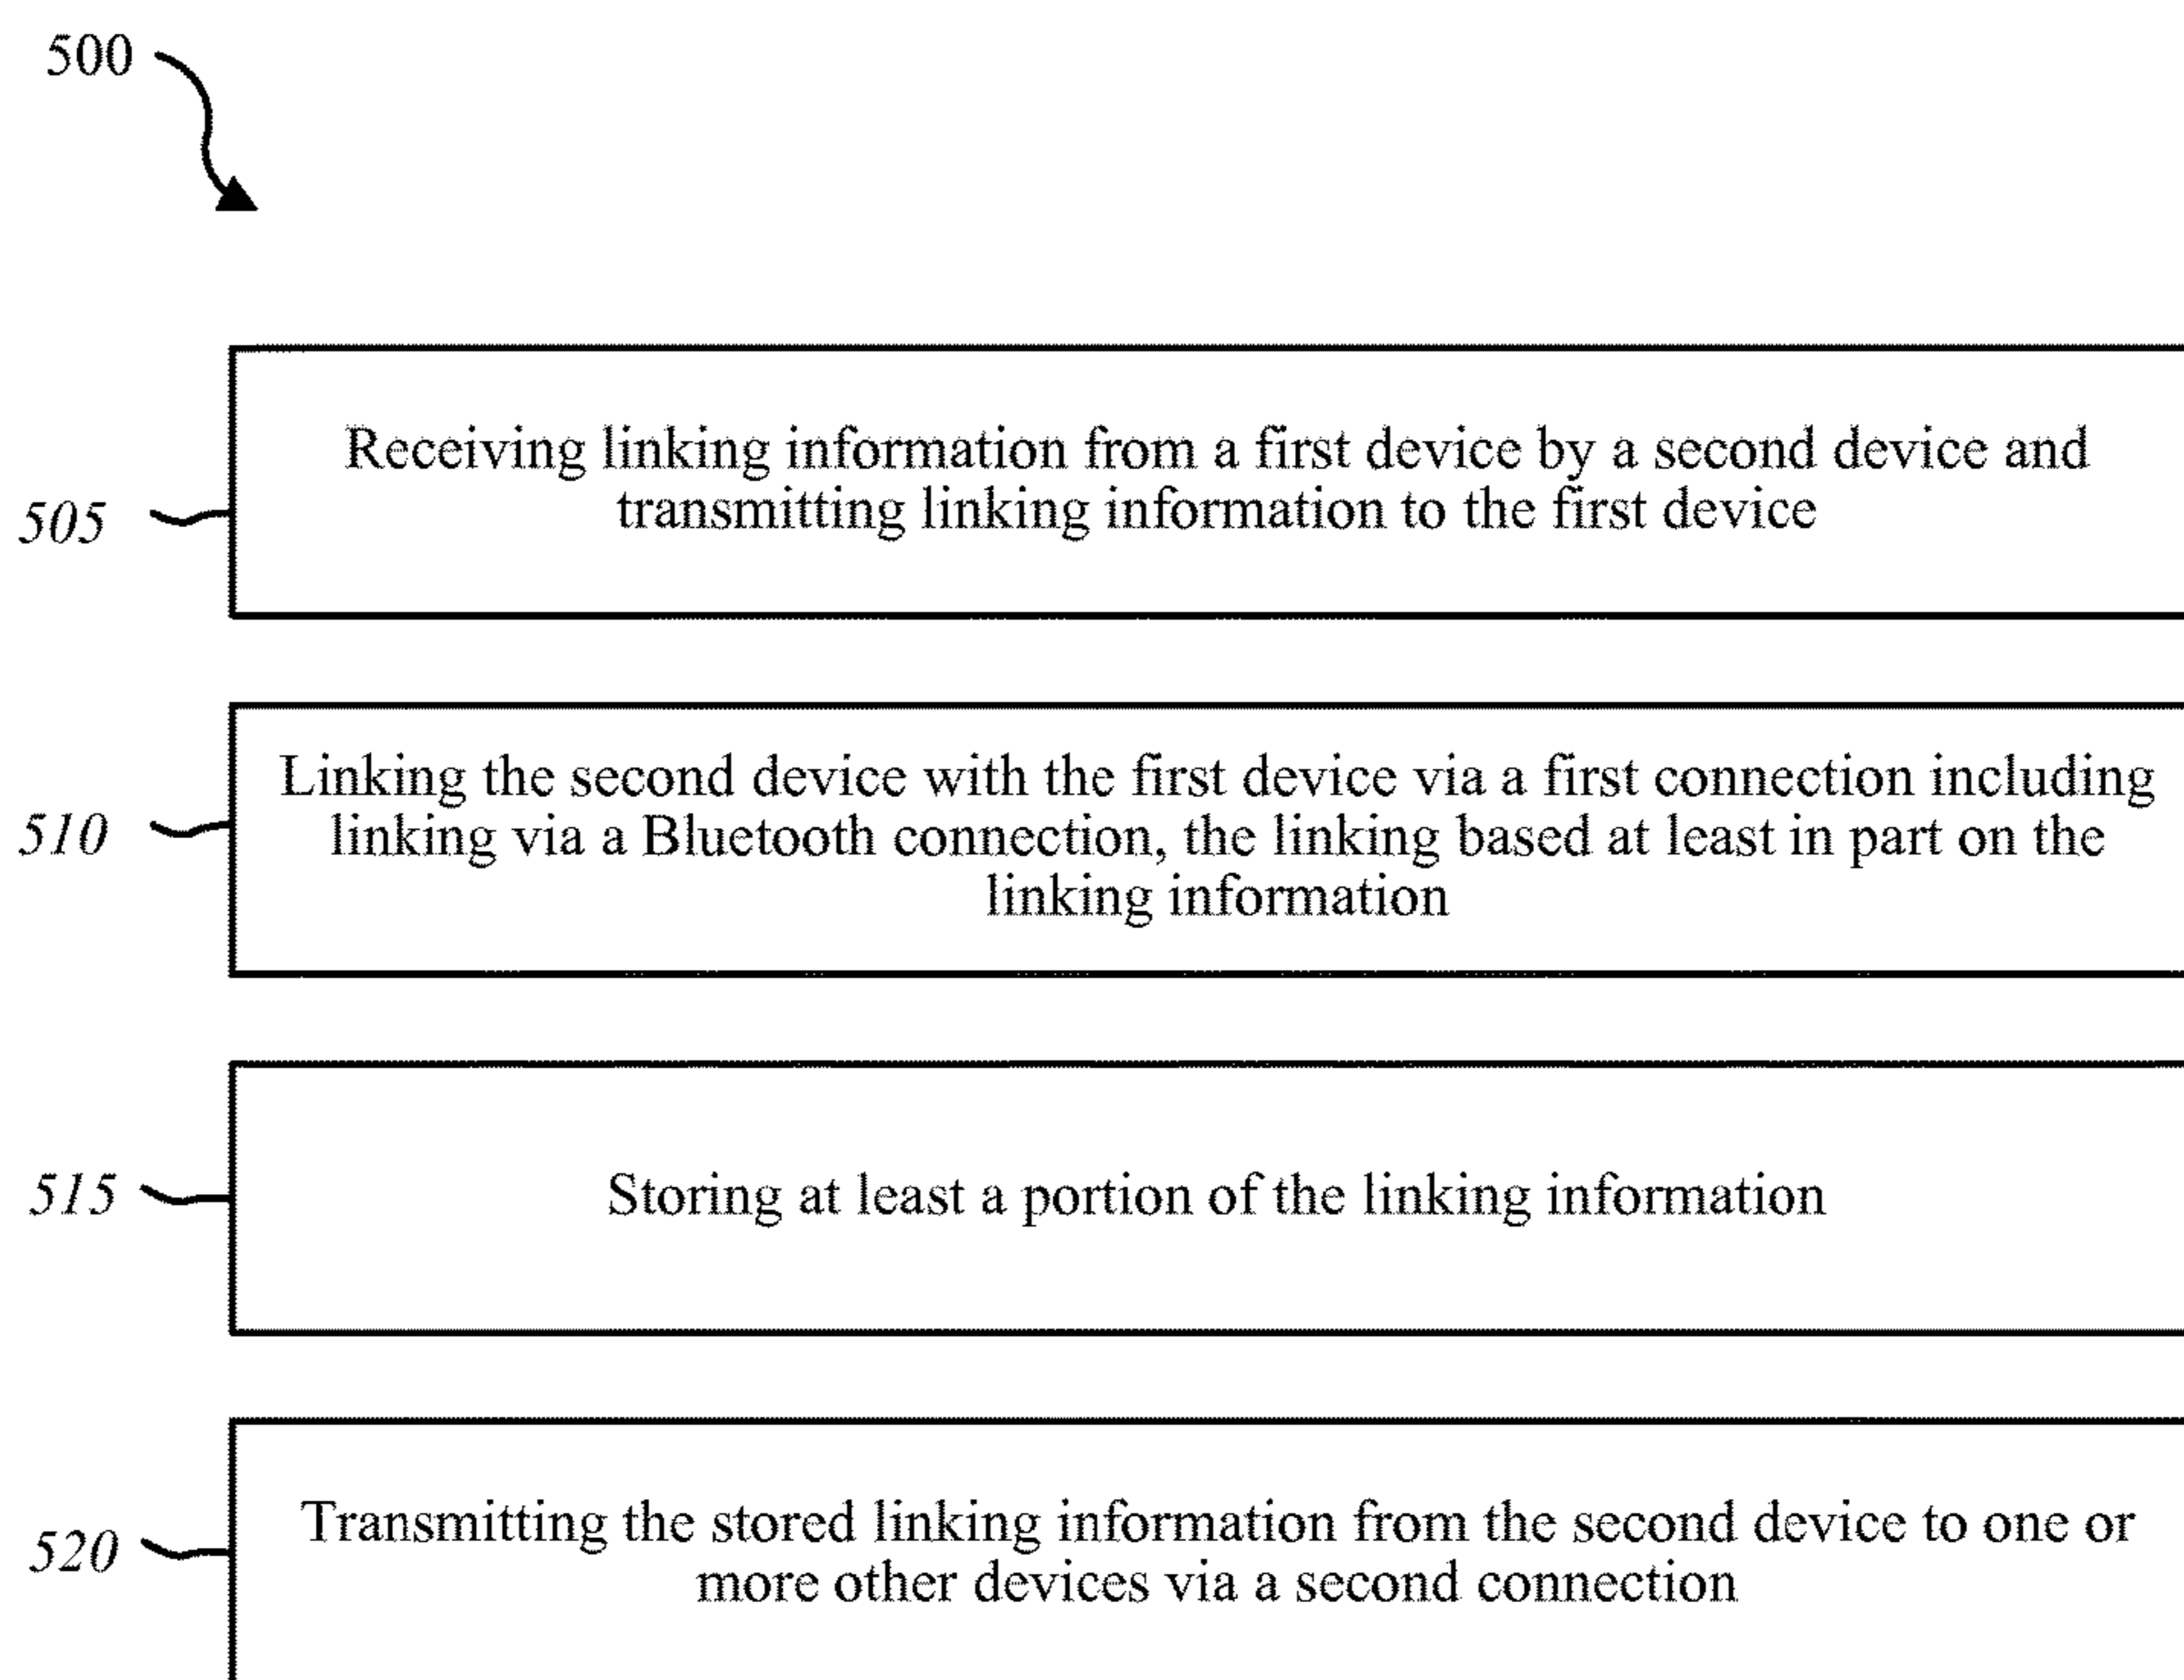 500
Receiving linking information from a first device by a second device and
transmitting linking information to the first device
505
Linking the second device with the first device via a first connection including
linking via a Bluetooth connection, the linking based at least in part on the
linking information
510
Storing at least a portion of the linking information
515
Transmitting the stored linking information from the second device to one or
more other devices via a second connection
520